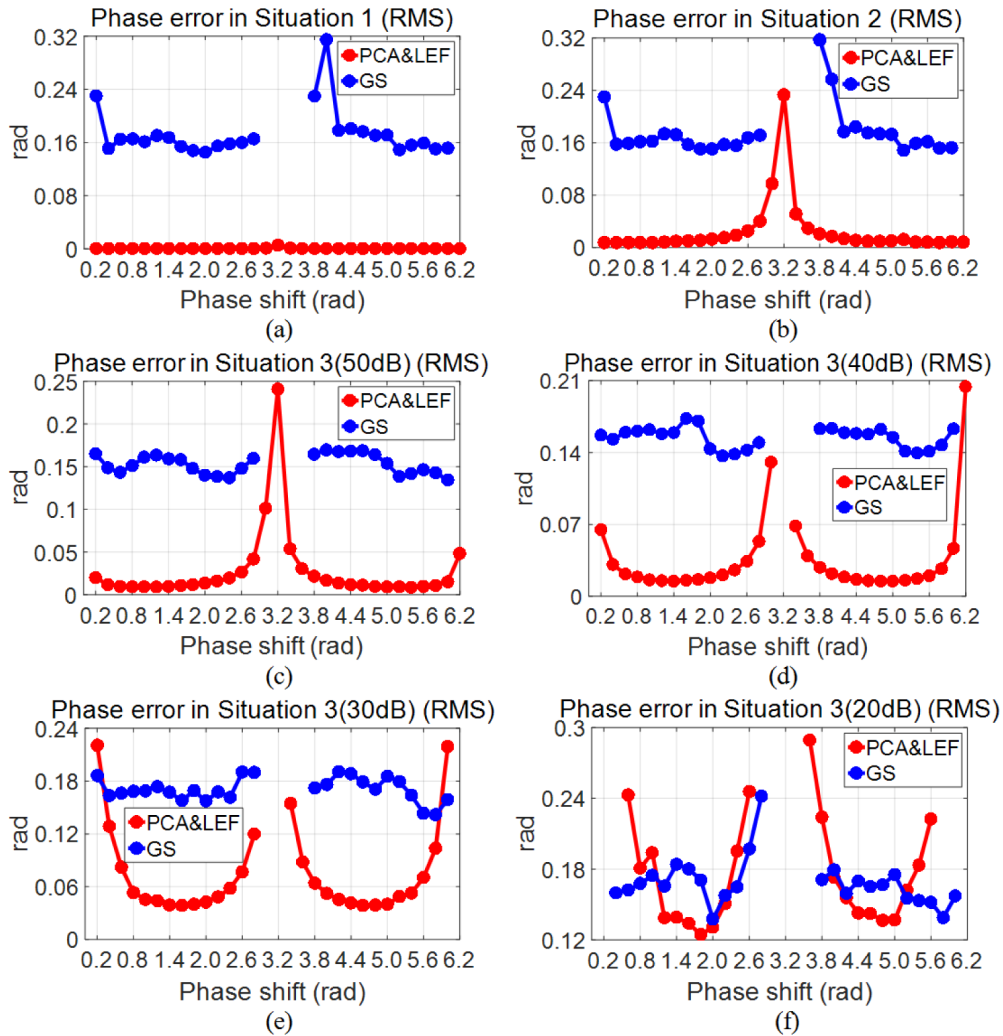 Phase error in Situation 1 (RMS)
0.32
0.24
0.16
0.08
0
rad
PCA&LEF
GS
0.2 0.8 1.4 2.0 2.6 3.2 3.8 4.4 5.0 5.6 6.2
Phase shift (rad)
(a)
Phase error in Situation 2 (RMS)
0.32
0.24
0.16
0.08
0
rad
PCA&LEF
GS
0.2 0.8 1.4 2.0 2.6 3.2 3.8 4.4 5.0 5.6 6.2
Phase shift (rad)
(b)
Phase error in Situation 3(50dB) (RMS)
0.25
0.2
0.15
0.1
0.05
0
rad
PCA&LEF
GS
0.2 0.8 1.4 2.0 2.6 3.2 3.8 4.4 5.0 5.6 6.2
Phase shift (rad)
(c)
Phase error in Situation 3(40dB) (RMS)
0.21
0.14
0.07
0
rad
PCA&LEF
GS
0.2 0.8 1.4 2.0 2.6 3.2 3.8 4.4 5.0 5.6 6.2
Phase shift (rad)
(d)
Phase error in Situation 3(30dB) (RMS)
0.24
0.18
0.12
0.06
0
rad
PCA&LEF
GS
0.2 0.8 1.4 2.0 2.6 3.2 3.8 4.4 5.0 5.6 6.2
Phase shift (rad)
(e)
Phase error in Situation 3(20dB) (RMS)
0.3
0.24
0.18
0.12
rad
PCA&LEF
GS
0.2 0.8 1.4 2.0 2.6 3.2 3.8 4.4 5.0 5.6 6.2
Phase shift (rad)
(f)